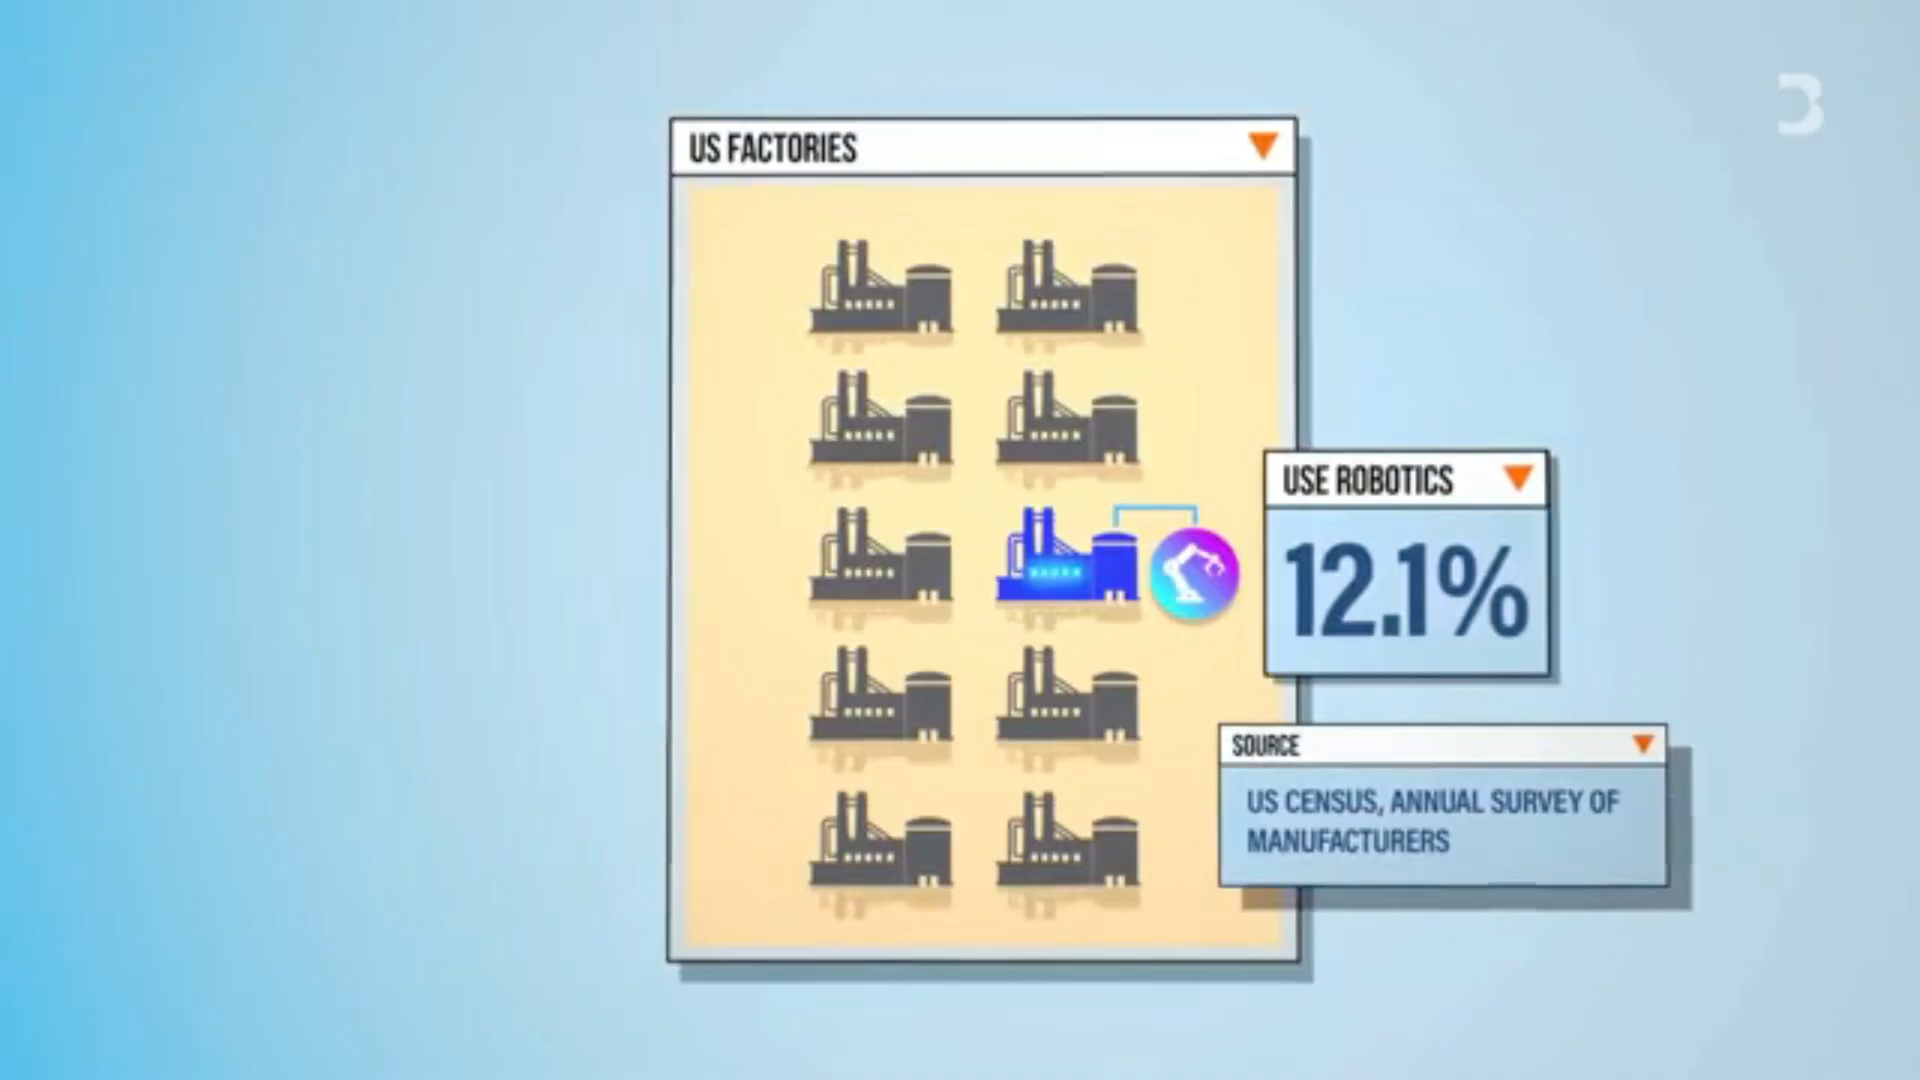 US FACTORIES
USE ROBOTICS
12.1%
SOURCE
US CENSUS, ANNUAL SURVEY OF
MANUFACTURERS